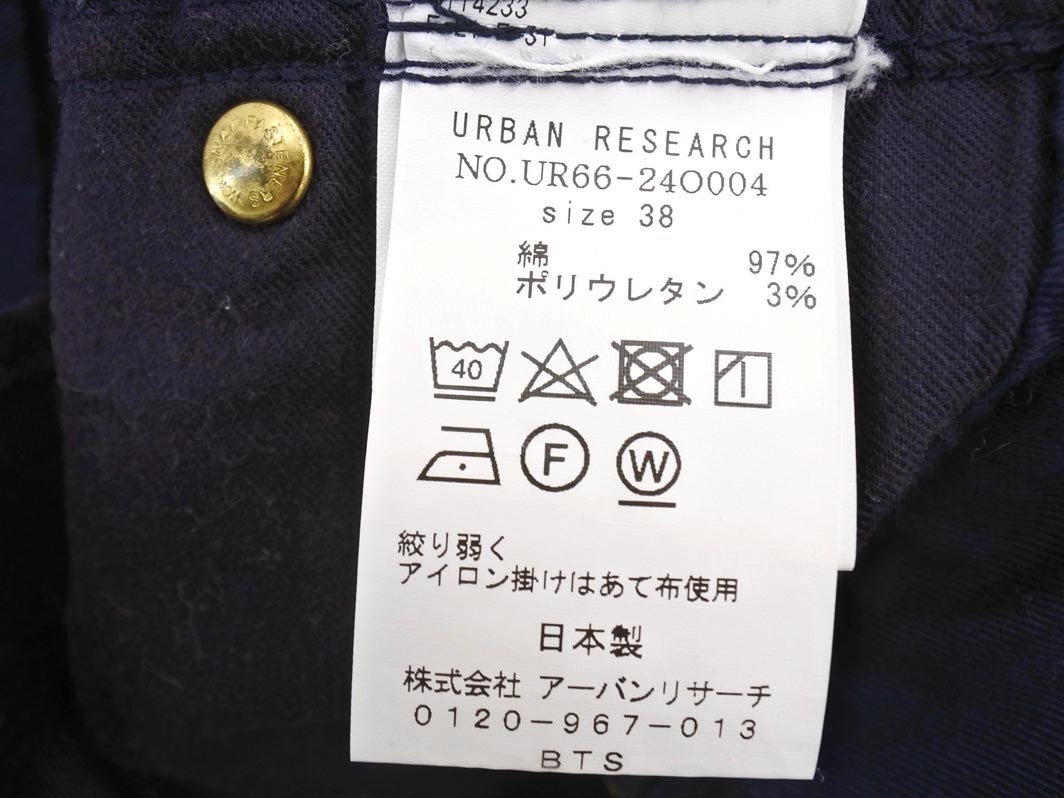 114233
URBAN RESEARCH
NO.UR66-24O004
size 38
綿 97%
ポリウレタン 3%
40
F
W
絞り弱く
アイロン掛けはあて布使用
日本製
株式会社 アーバンリサーチ
0120-967-013
BTS
FASTENERS